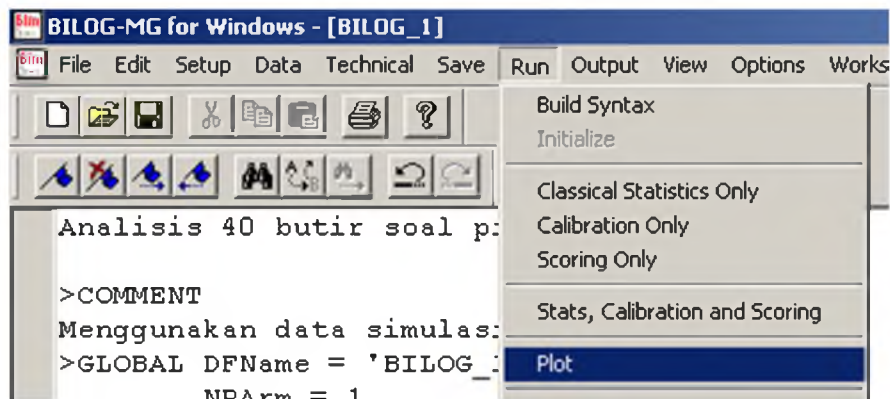 BILOG-MG for Windows - [BILOG_1]
File Edit Setup Data Technical Save Run Output View Options Works
Build Syntax
Initialize
Classical Statistics Only
Calibration Only
Scoring Only
Stats, Calibration and Scoring
Plot
Analisis 40 butir soal
>COMMENT
Menggunakan data simulas
>GLOBAL DFName = 'BILOG_
NPArm = 1